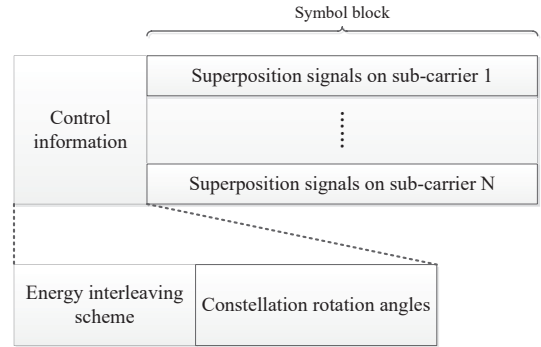 Symbol block
Superposition signals on sub-carrier 1
Control
information
Superposition signals on sub-carrier N
Energy interleaving
scheme
Constellation rotation angles